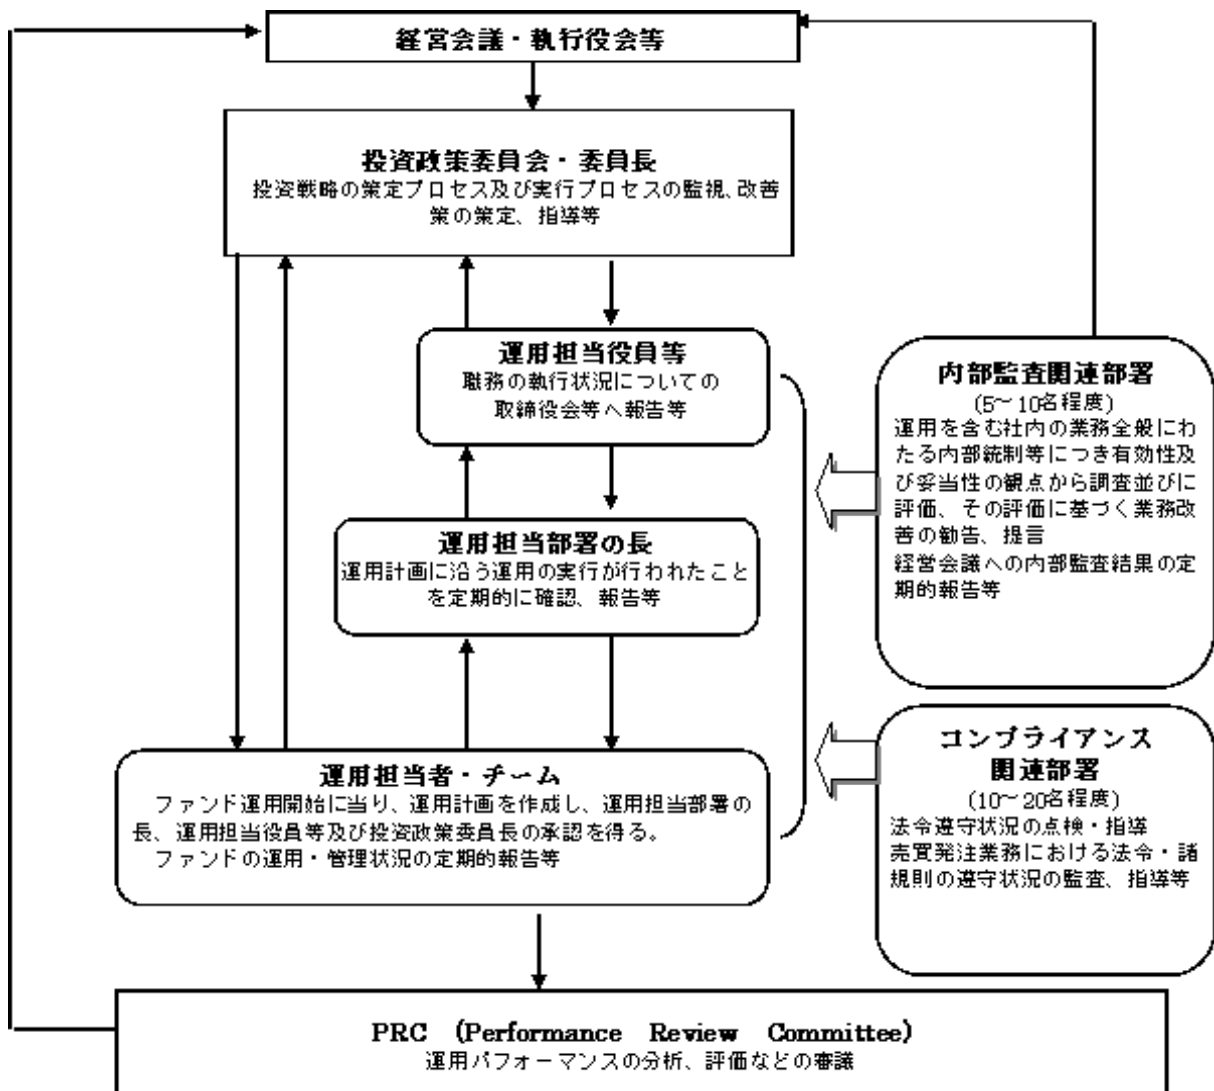 経営会議・執行役会等
投資政策委員会・委員長
投資戦略の策定プロセス及び実行プロセスの監視、改善
策の策定、指導等
運用担当役員等
職務の執行状況についての
取締役会等へ報告等
運用担当部署の長
運用計画に沿う運用の実行が行われたこと
を定期的に確認、報告等
運用担当者・チーム
ファンド運用開始に当り、運用計画を作成し、運用担当部署の
長、運用担当役員等及び投資政策委員長の承認を得る。
ファンドの運用・管理状況の定期的報告等
内部監査関連部署
(5～10名程度)
運用を含む社内の業務全般にわ
たる内部統制等につき有効性及
び妥当性の観点から調査並びに
評価、その評価に基づく業務改
善の勧告、提言
経営会議への内部監査結果の定
期的報告等
コンプライアンス
関連部署
(10～20名程度)
法令遵守状況の点検・指導
売買発注業務における法令・諸
規則の遵守状況の監査、指導等
PRC (Performance Review Committee)
運用パフォーマンスの分析、評価などの審議